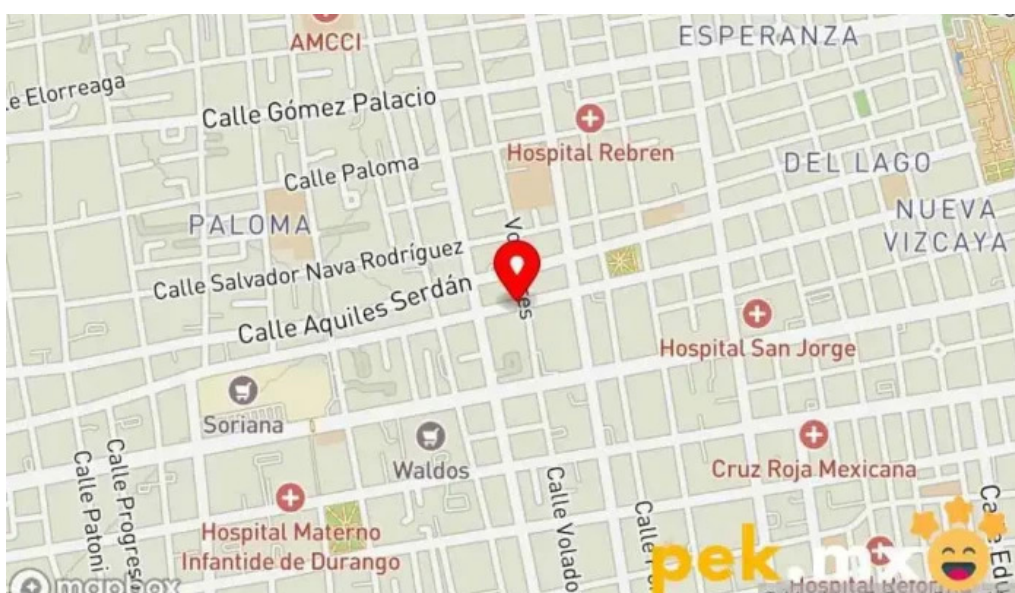 AMCCI
ESPERANZA
Elorreaga
Calle Gómez Palacio
Hospital Rebren
Calle Paloma
DEL LAGO
PALOMA
NUEVA
VIZCAYA
Calle Salvador Nava Rodríguez
Calle Aquiles Serdán
Hospital San Jorge
Soriana
Waldos
Cruz Roja Mexicana
Calle Patoni
Calle Progreso
Hospital Materno
Infantide de Durango
Calle Volado
pek.mx
mapbox